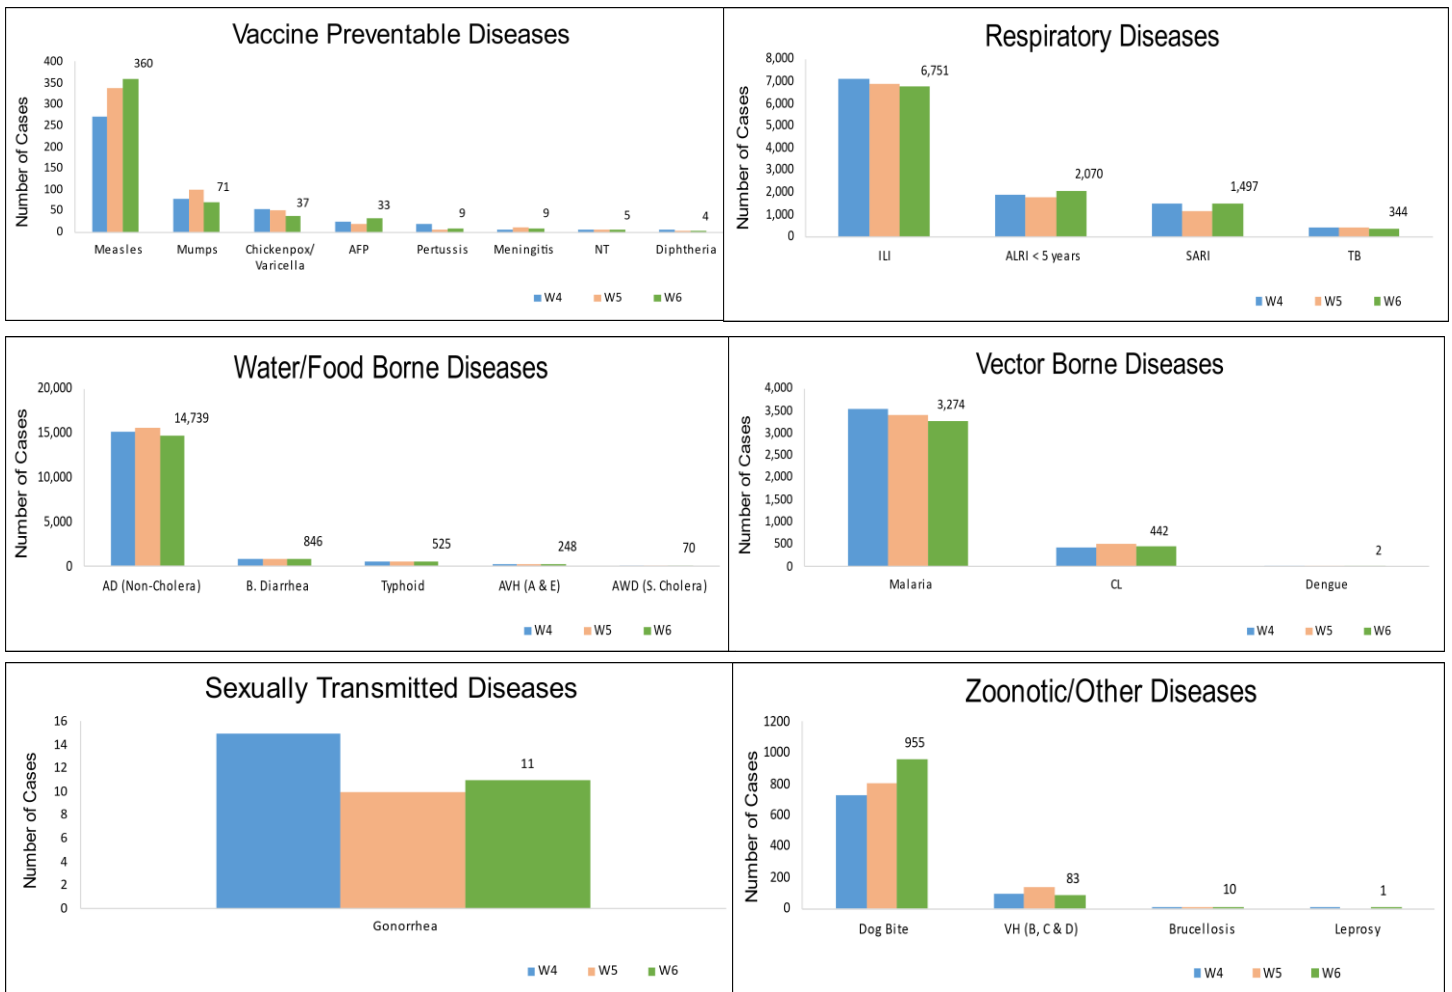 Vaccine Preventable Diseases
Number of Cases
400
350
300
250
200
150
100
50
0
360
71
37
33
9
9
5
4
Measles
Mumps
Chickenpox/
Varicella
AFP
Pertussis
Meningitis
NT
Diphtheria
W4 W5 W6
Respiratory Diseases
Number of Cases
8,000
7,000
6,000
5,000
4,000
3,000
2,000
1,000
0
6,751
2,070
1,497
344
ILI
ALRI < 5 years
SARI
TB
W4 W5 W6
Water/Food Borne Diseases
Number of Cases
20,000
15,000
10,000
5,000
0
14,739
846
525
248
70
AD (Non-Cholera)
B. Diarrhea
Typhoid
AVH (A & E)
AWD (S. Cholera)
W4 W5 W6
Vector Borne Diseases
Number of Cases
4,000
3,500
3,000
2,500
2,000
1,500
1,000
500
0
3,274
442
2
Malaria
CL
Dengue
W4 W5 W6
Sexually Transmitted Diseases
Number of Cases
16
14
12
10
8
6
4
2
0
11
Gonorrhea
W4 W5 W6
Zoonotic/Other Diseases
Number of Cases
1200
1000
800
600
400
200
0
955
83
10
1
Dog Bite
VH (B, C & D)
Brucellosis
Leprosy
W4 W5 W6